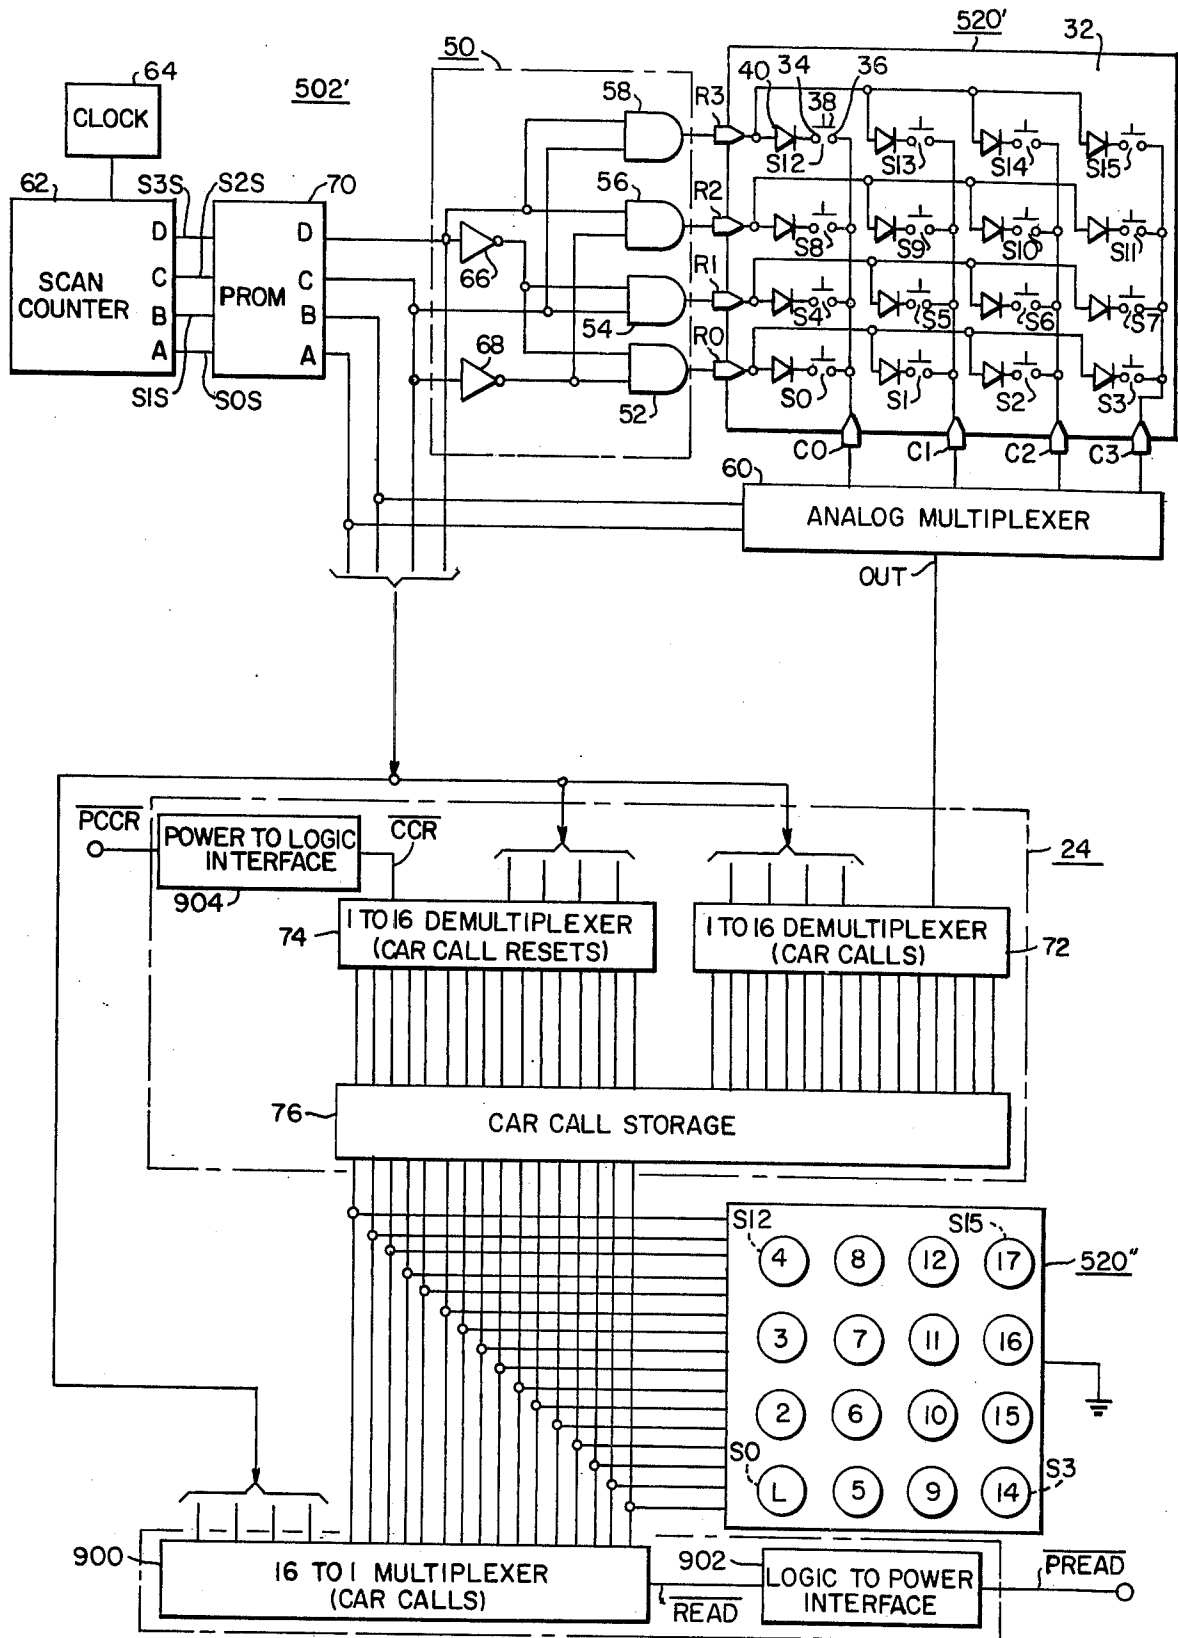 520'
32
64
502'
50
CLOCK
58
40 34 36
R3
38
S12 S13 S14 S15
62
S3S S2S
70
56
R2
D
D
C
C
B
B
A
A
SCAN
COUNTER
PROM
66
S8 S9 S10 S11
R1
54
S4 S5 S6 S7
S1S S0S
68
R0
52
S0 S1 S2 S3
C0 C1 C2 C3
60
ANALOG MULTIPLEXER
OUT
PCCR
POWER TO LOGIC
INTERFACE
CCR
24
904
74
1 TO 16 DEMULTIPLEXER
(CAR CALL RESETS)
1 TO 16 DEMULTIPLEXER
(CAR CALLS)
72
76
CAR CALL STORAGE
S12 S15
4 8 12 17
520"
3 7 11 16
2 6 10 15
S0 S3
L 5 9 14
900
16 TO 1 MULTIPLEXER
(CAR CALLS)
READ
902
LOGIC TO POWER
INTERFACE
PREAD